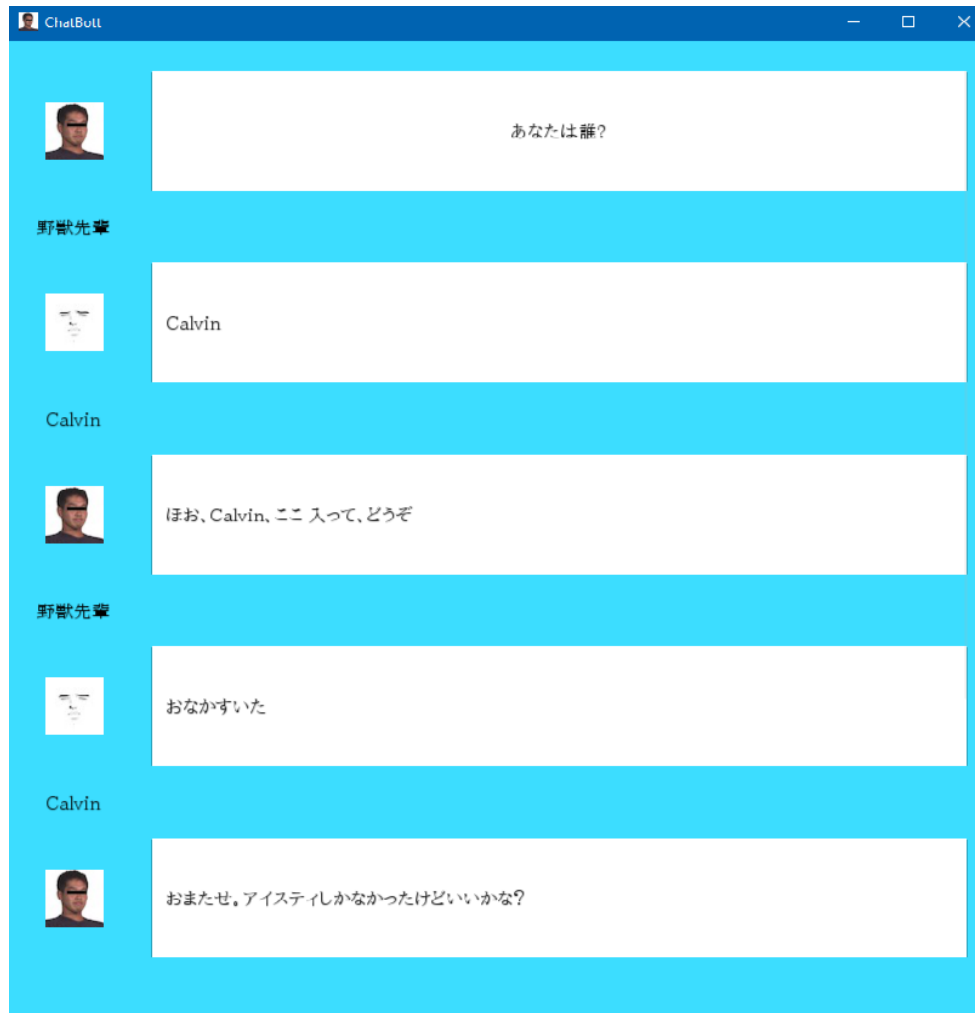 ChatBott
あなたは誰?
野獣先輩
Calvin
Calvin
ほお、Calvin、ここ 入って、どうぞ
野獣先輩
おなかすいた
Calvin
おまたせ。アイスティしかなかったけどいいかな?